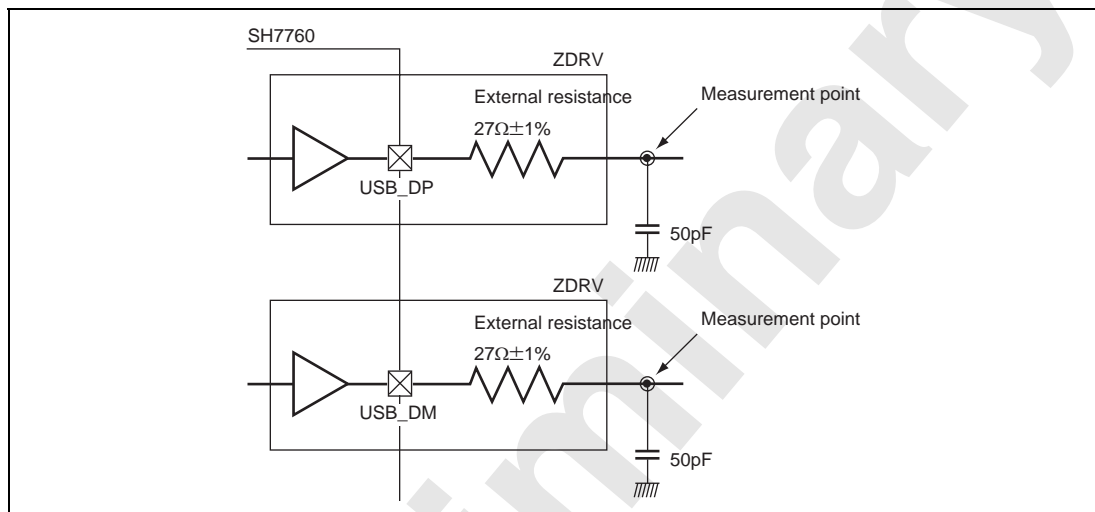 SH7760
ZDRV
External resistance
27Ω±1%
Measurement point
USB_DP
50pF
ZDRV
External resistance
27Ω±1%
Measurement point
USB_DM
50pF
iminary